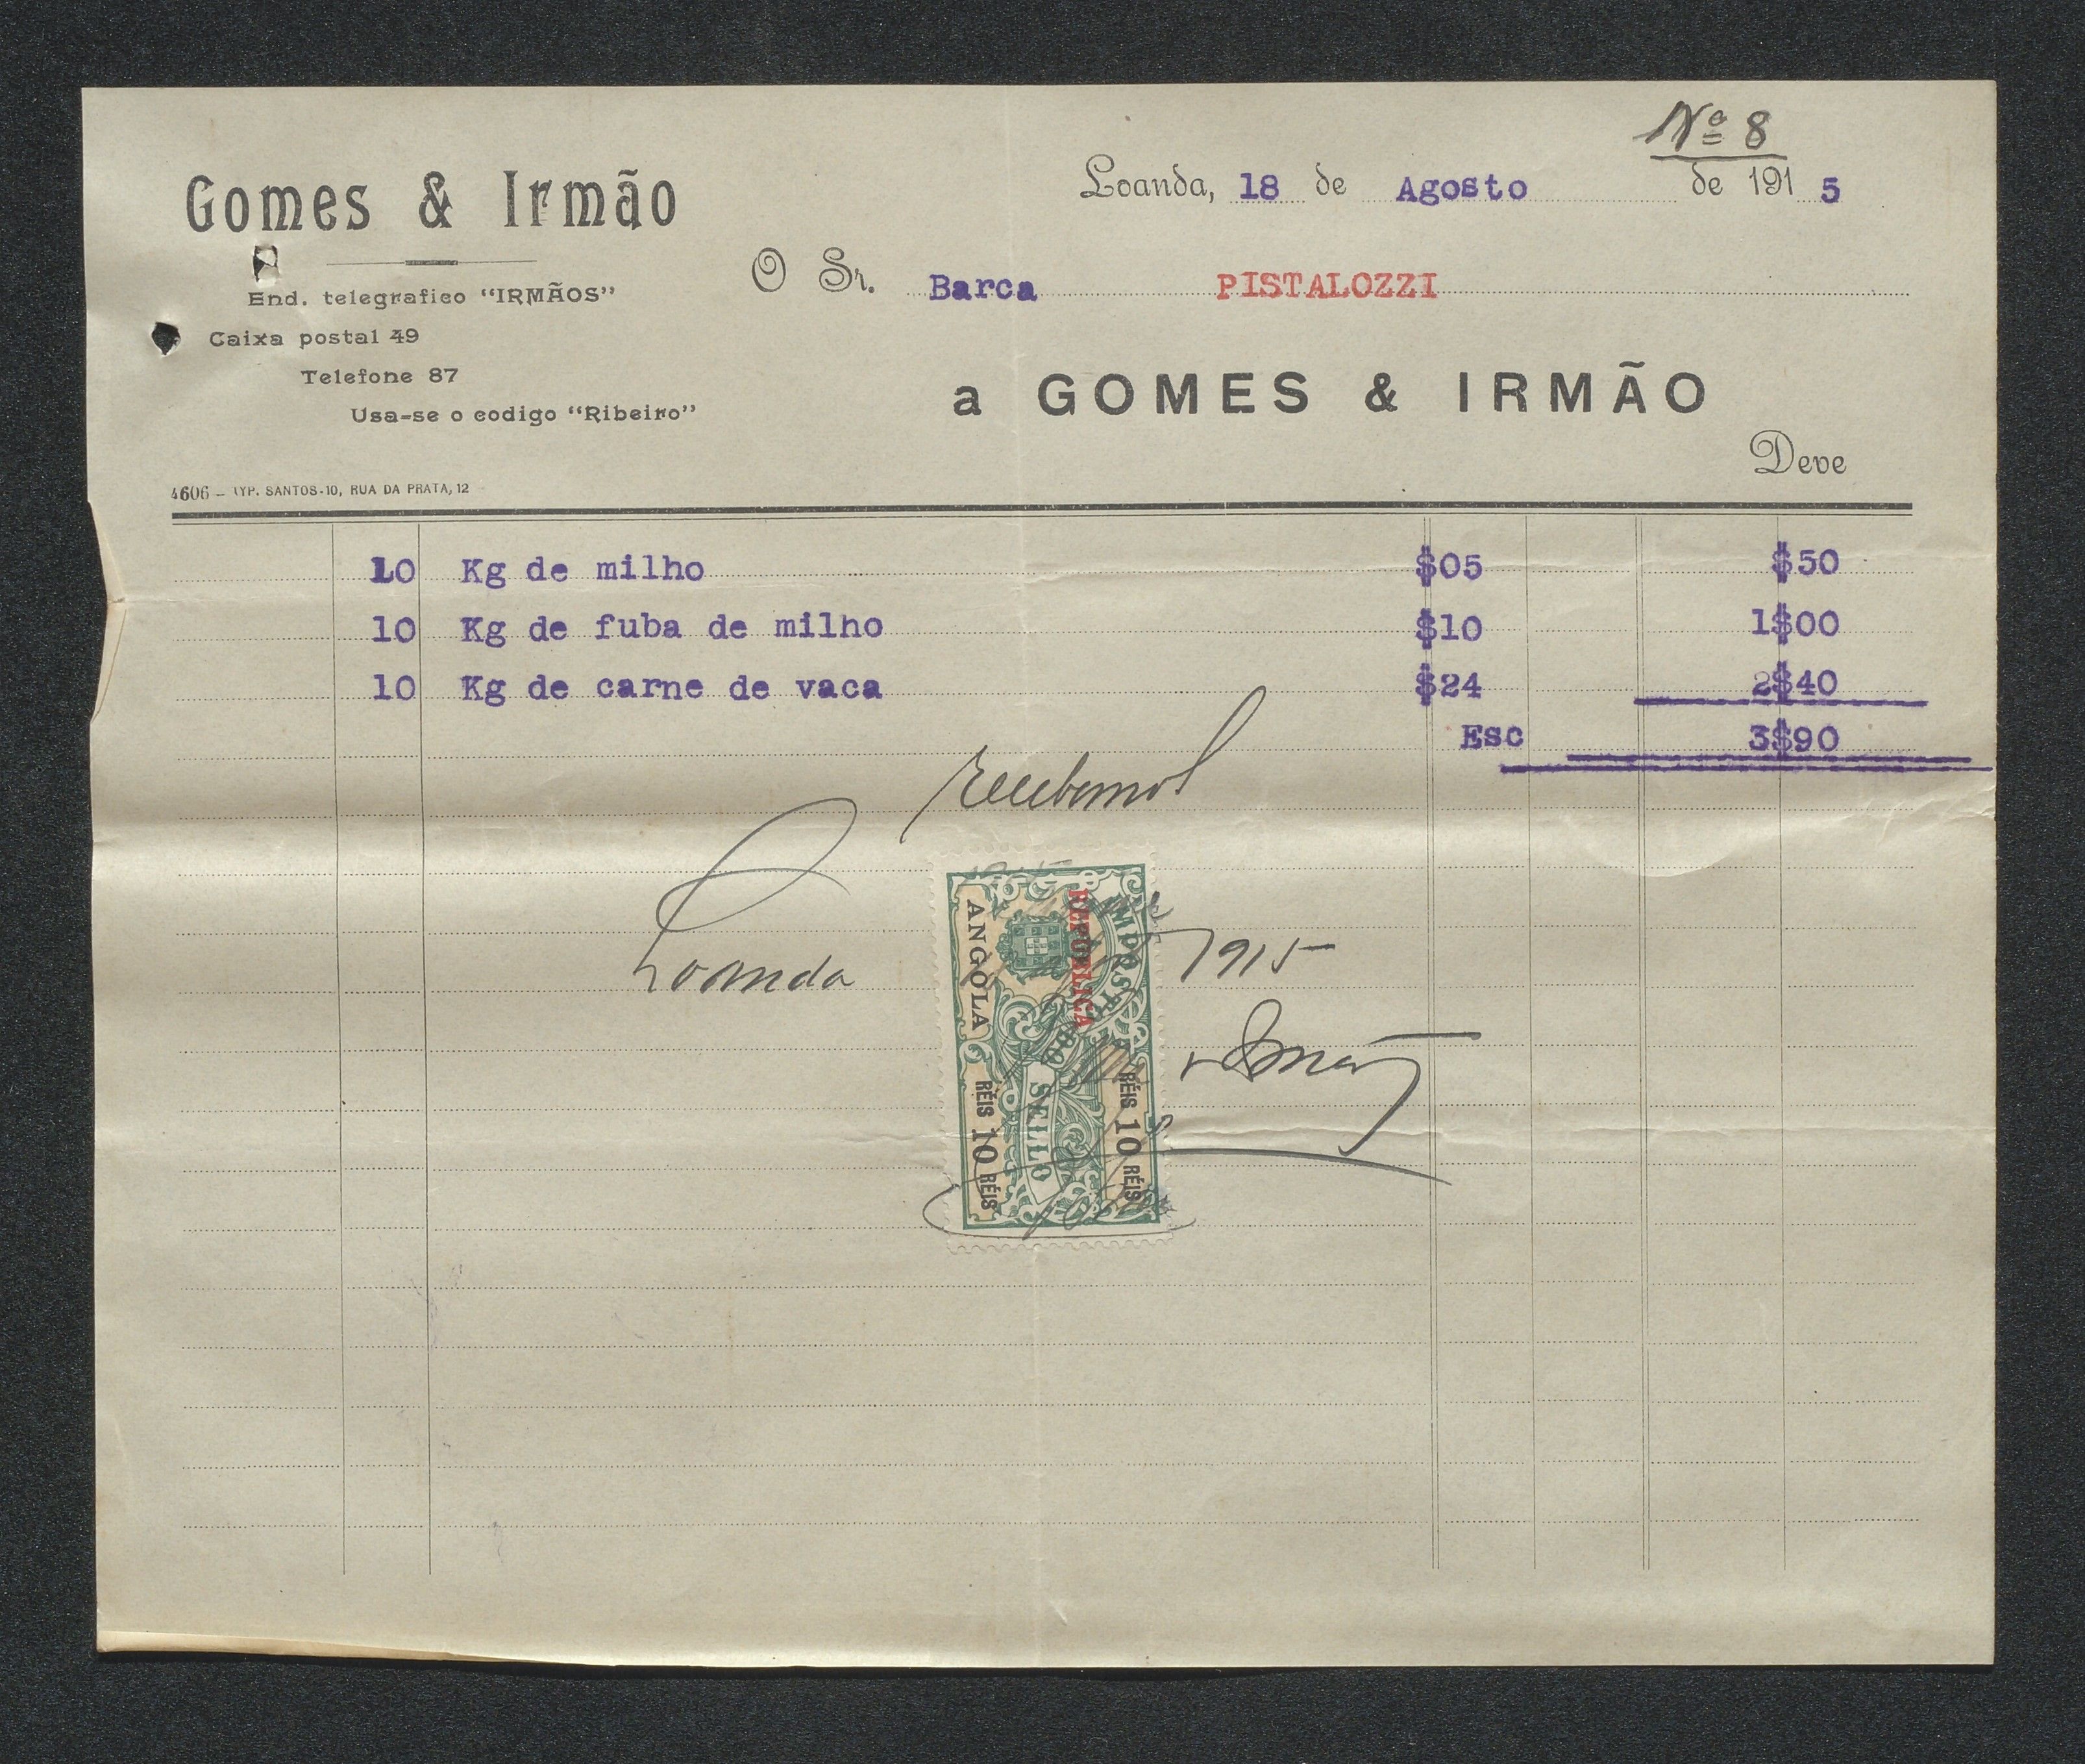 Nº 8
Gomes & Irmão
Loanda, 18 de Agosto de 1915
End. telegrafico "IRMÃOS"
O Sr. Barca PISTALOZZI
Caixa postal 49
Telefone 87
Usa-se o codigo "Ribeiro"
a GOMES & IRMÃO
Deve
4606 - TYP. SANTOS-10, RUA DA PRATA, 12
10 Kg de milho $05 $50
10 Kg de fuba de milho $10 1$00
10 Kg de carne de vaca $24 2$40
Esc 3$90
Recebemos
Loanda 1915
Irmão
IMPOSTO
REPUBLICA
ANGOLA
DO
SELLO
RÉIS 10 RÉIS
RÉIS 10 RÉIS